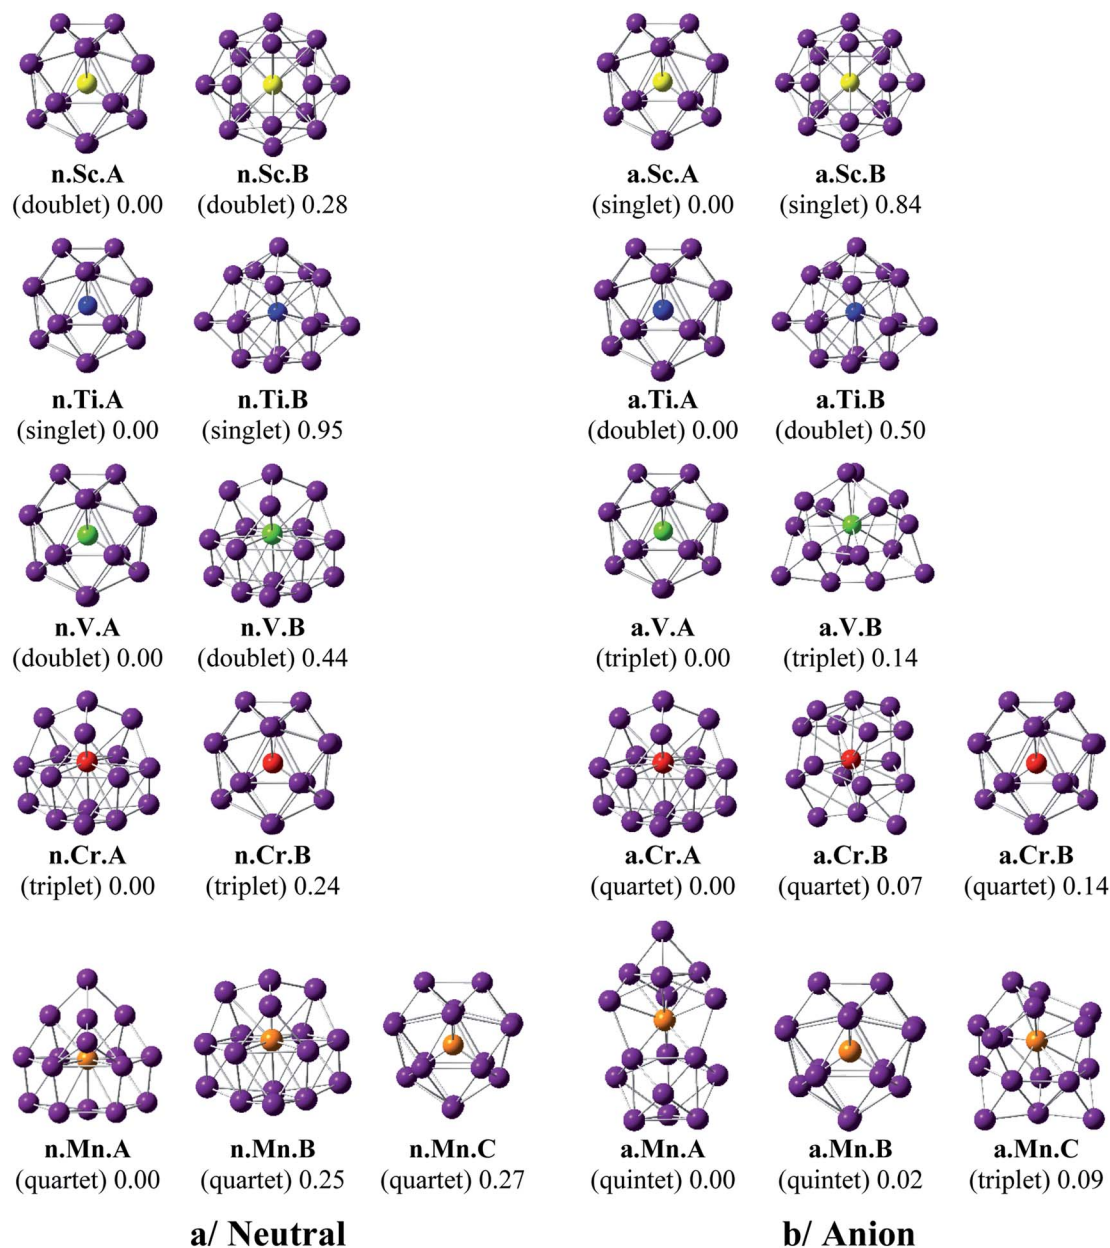 n.Sc.A
(doublet) 0.00
n.Sc.B
(doublet) 0.28
a.Sc.A
(singlet) 0.00
a.Sc.B
(singlet) 0.84
n.Ti.A
(singlet) 0.00
n.Ti.B
(singlet) 0.95
a.Ti.A
(doublet) 0.00
a.Ti.B
(doublet) 0.50
n.V.A
(doublet) 0.00
n.V.B
(doublet) 0.44
a.V.A
(triplet) 0.00
a.V.B
(triplet) 0.14
n.Cr.A
(triplet) 0.00
n.Cr.B
(triplet) 0.24
a.Cr.A
(quartet) 0.00
a.Cr.B
(quartet) 0.07
a.Cr.B
(quartet) 0.14
n.Mn.A
(quartet) 0.00
n.Mn.B
(quartet) 0.25
n.Mn.C
(quartet) 0.27
a.Mn.A
(quintet) 0.00
a.Mn.B
(quintet) 0.02
a.Mn.C
(triplet) 0.09
a/ Neutral
b/ Anion